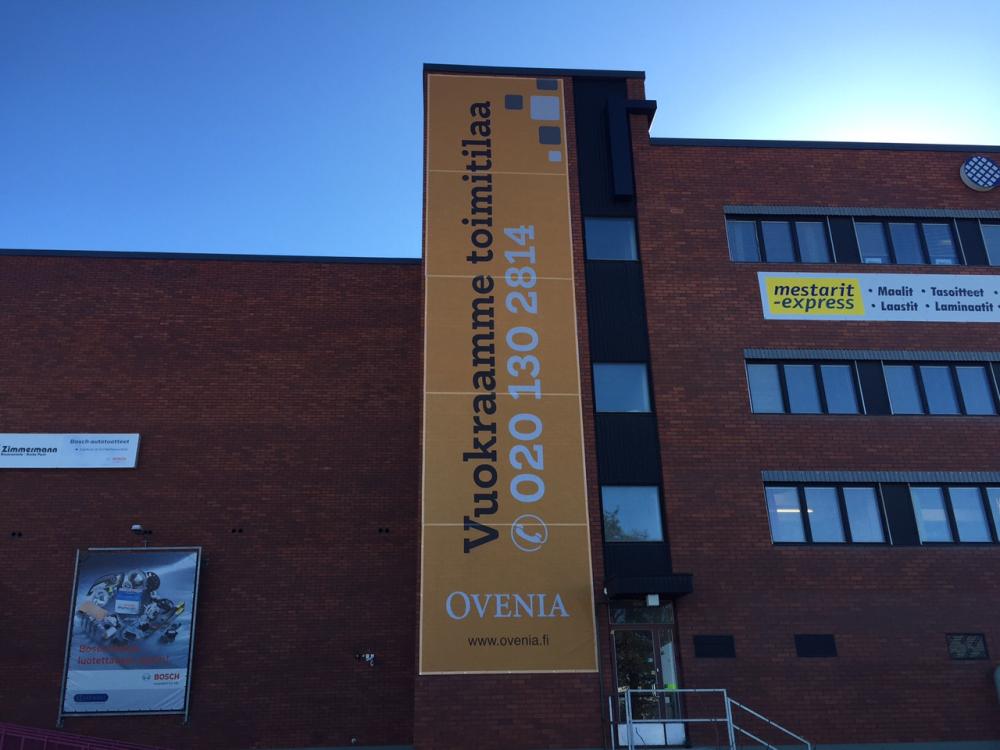 Vuokraamme toimitilaa
020 130 2814
OVENIA
www.ovenia.fi
mestarit
-express
• Maalit • Tasoitteet •
• Laastit • Laminaatit •
Zimmermann
Bosch-autotuotteet
BOSCH